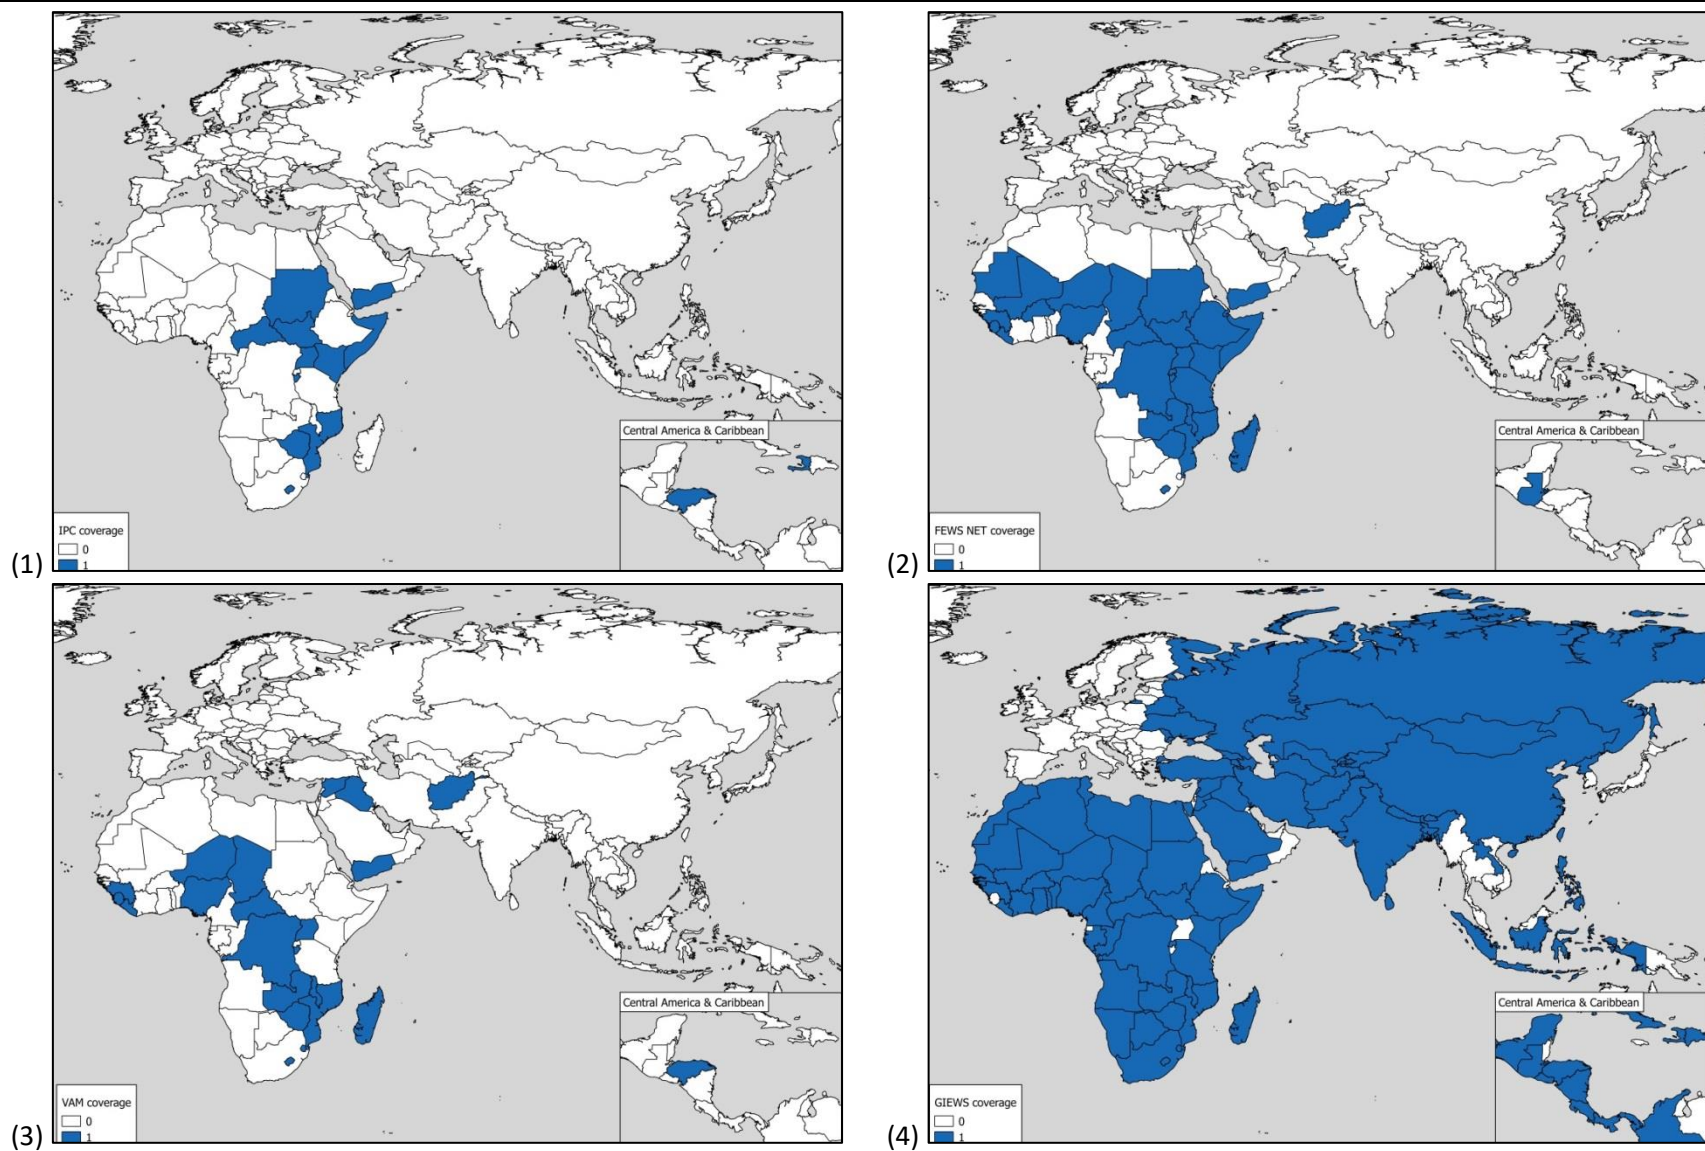 Central America & Caribbean
IPC coverage
0
1
(1)
Central America & Caribbean
FEWS NET coverage
0
1
(2)
Central America & Caribbean
VAM coverage
0
1
(3)
Central America & Caribbean
GIEWS coverage
0
1
(4)